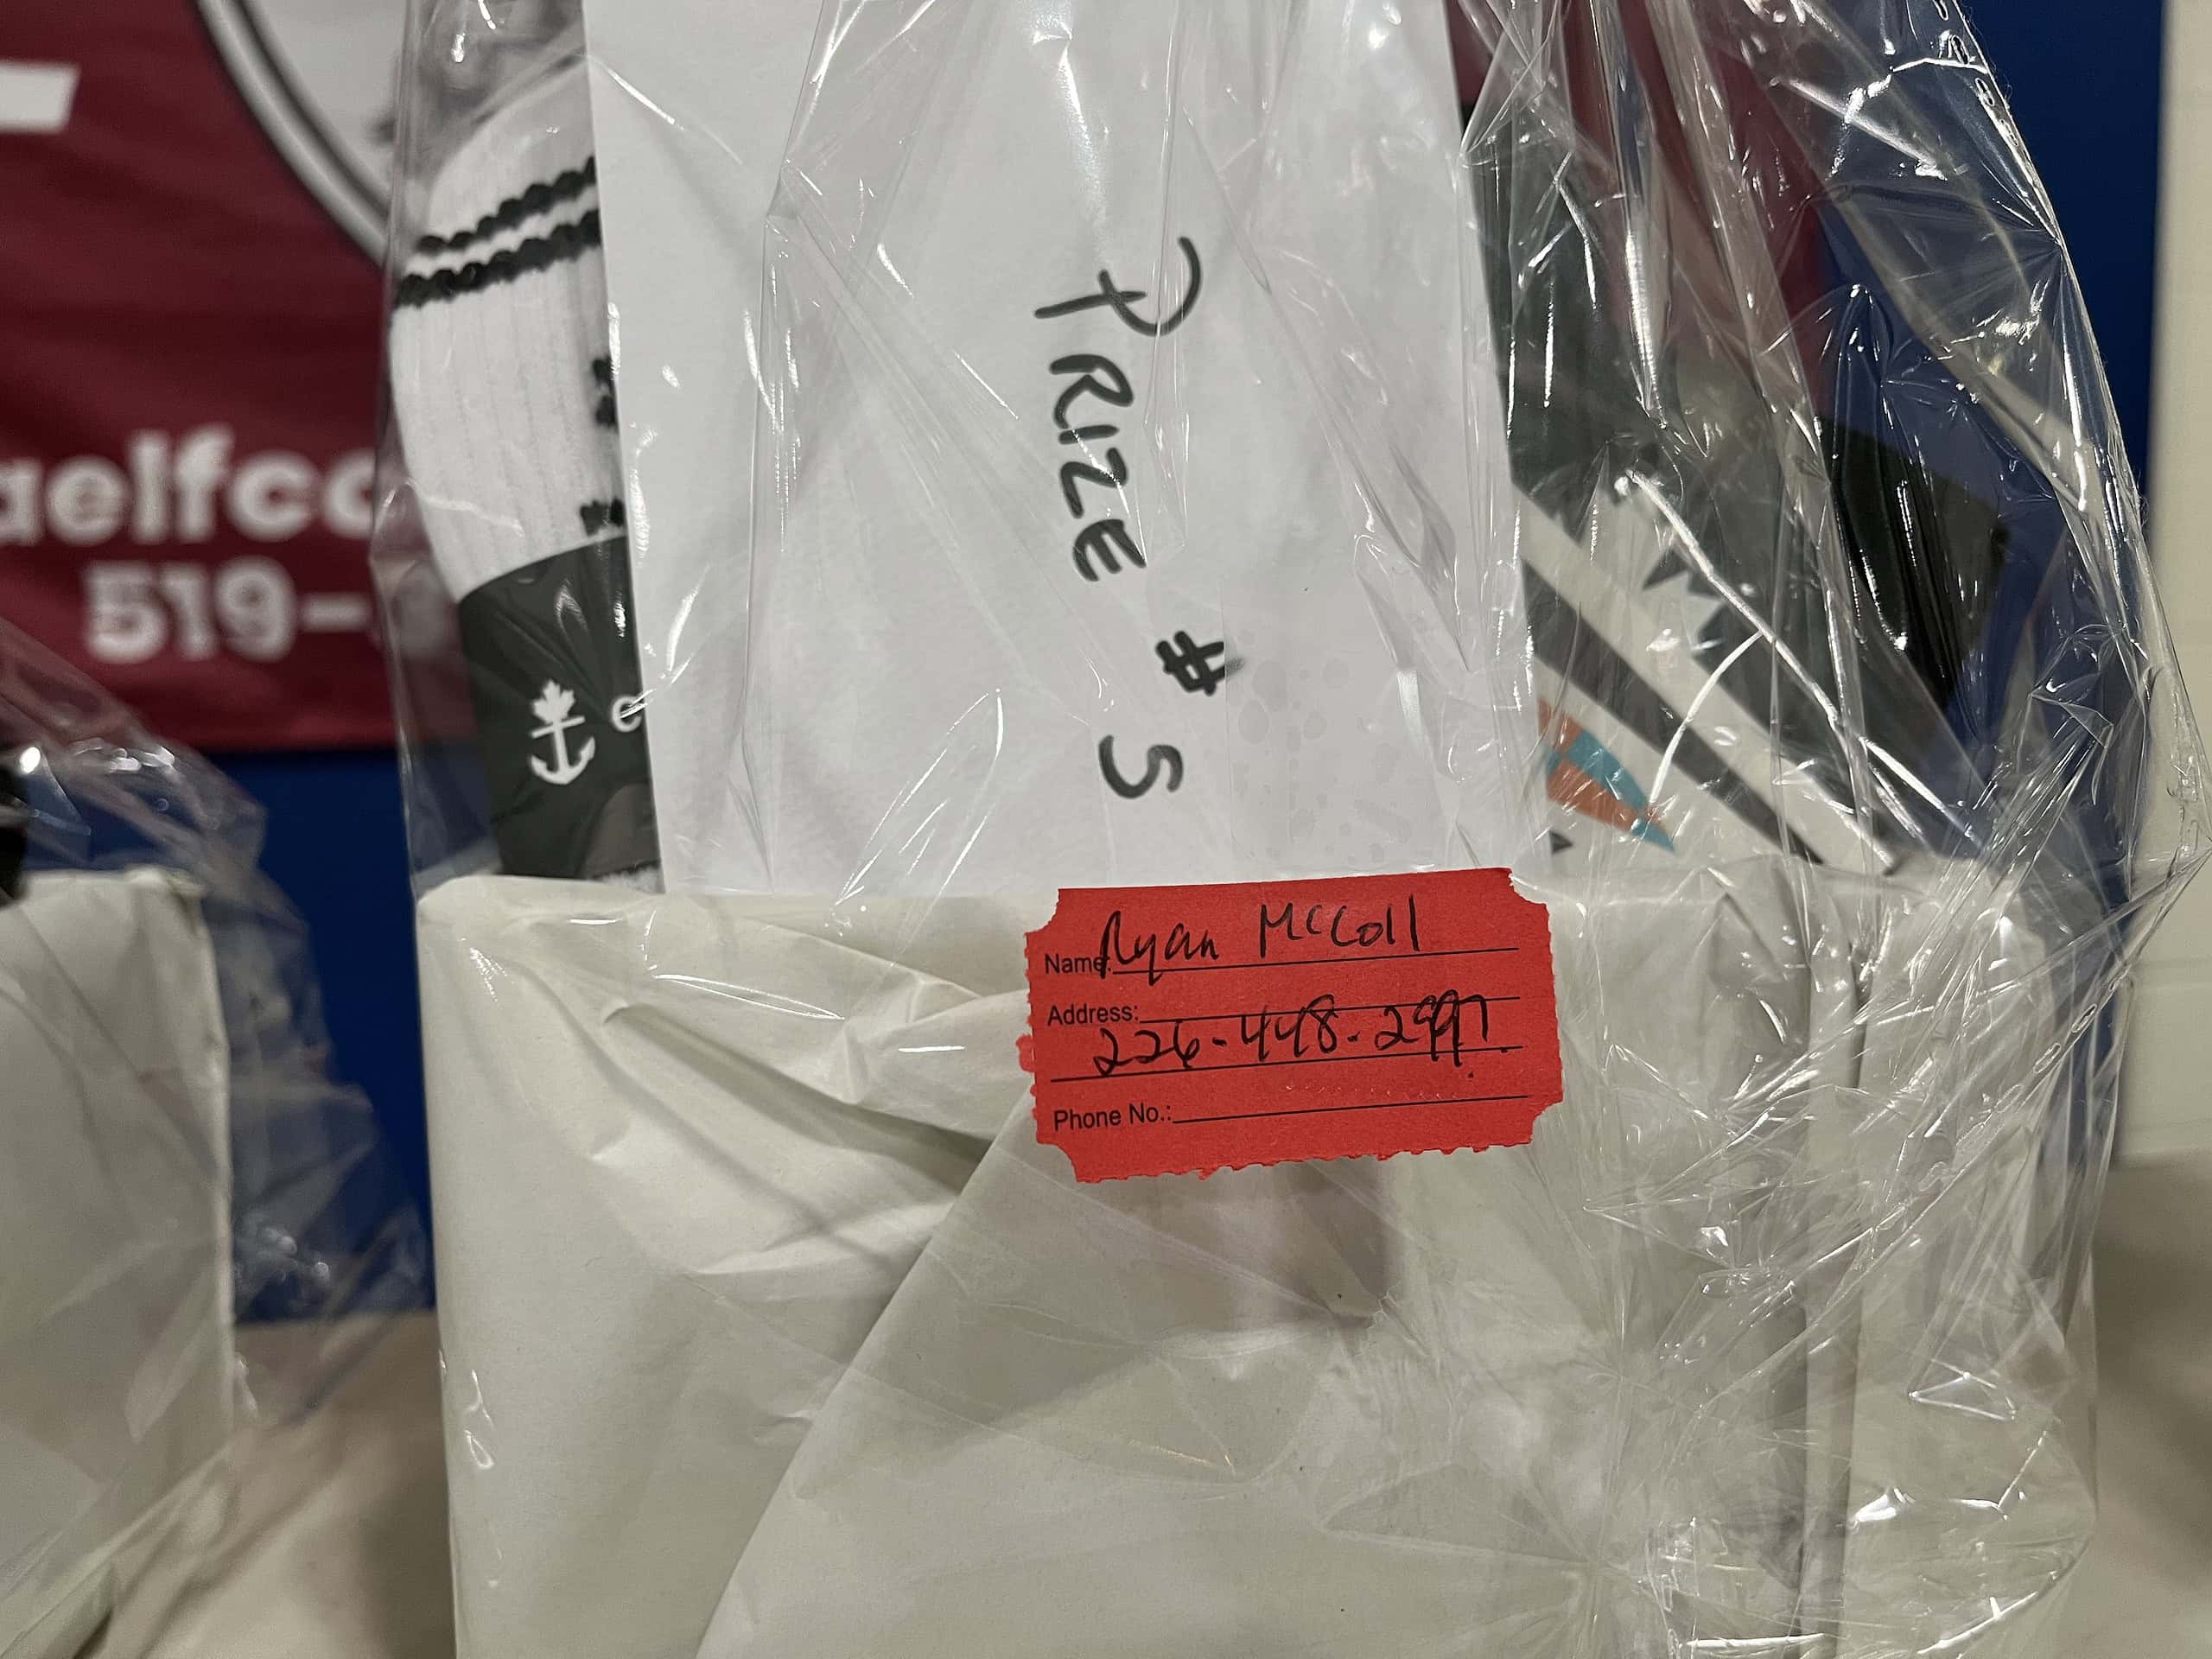 aelfco
519-
PRIZE # 5
Name: Ryan McColl
Address:
226-448-2997
Phone No.: